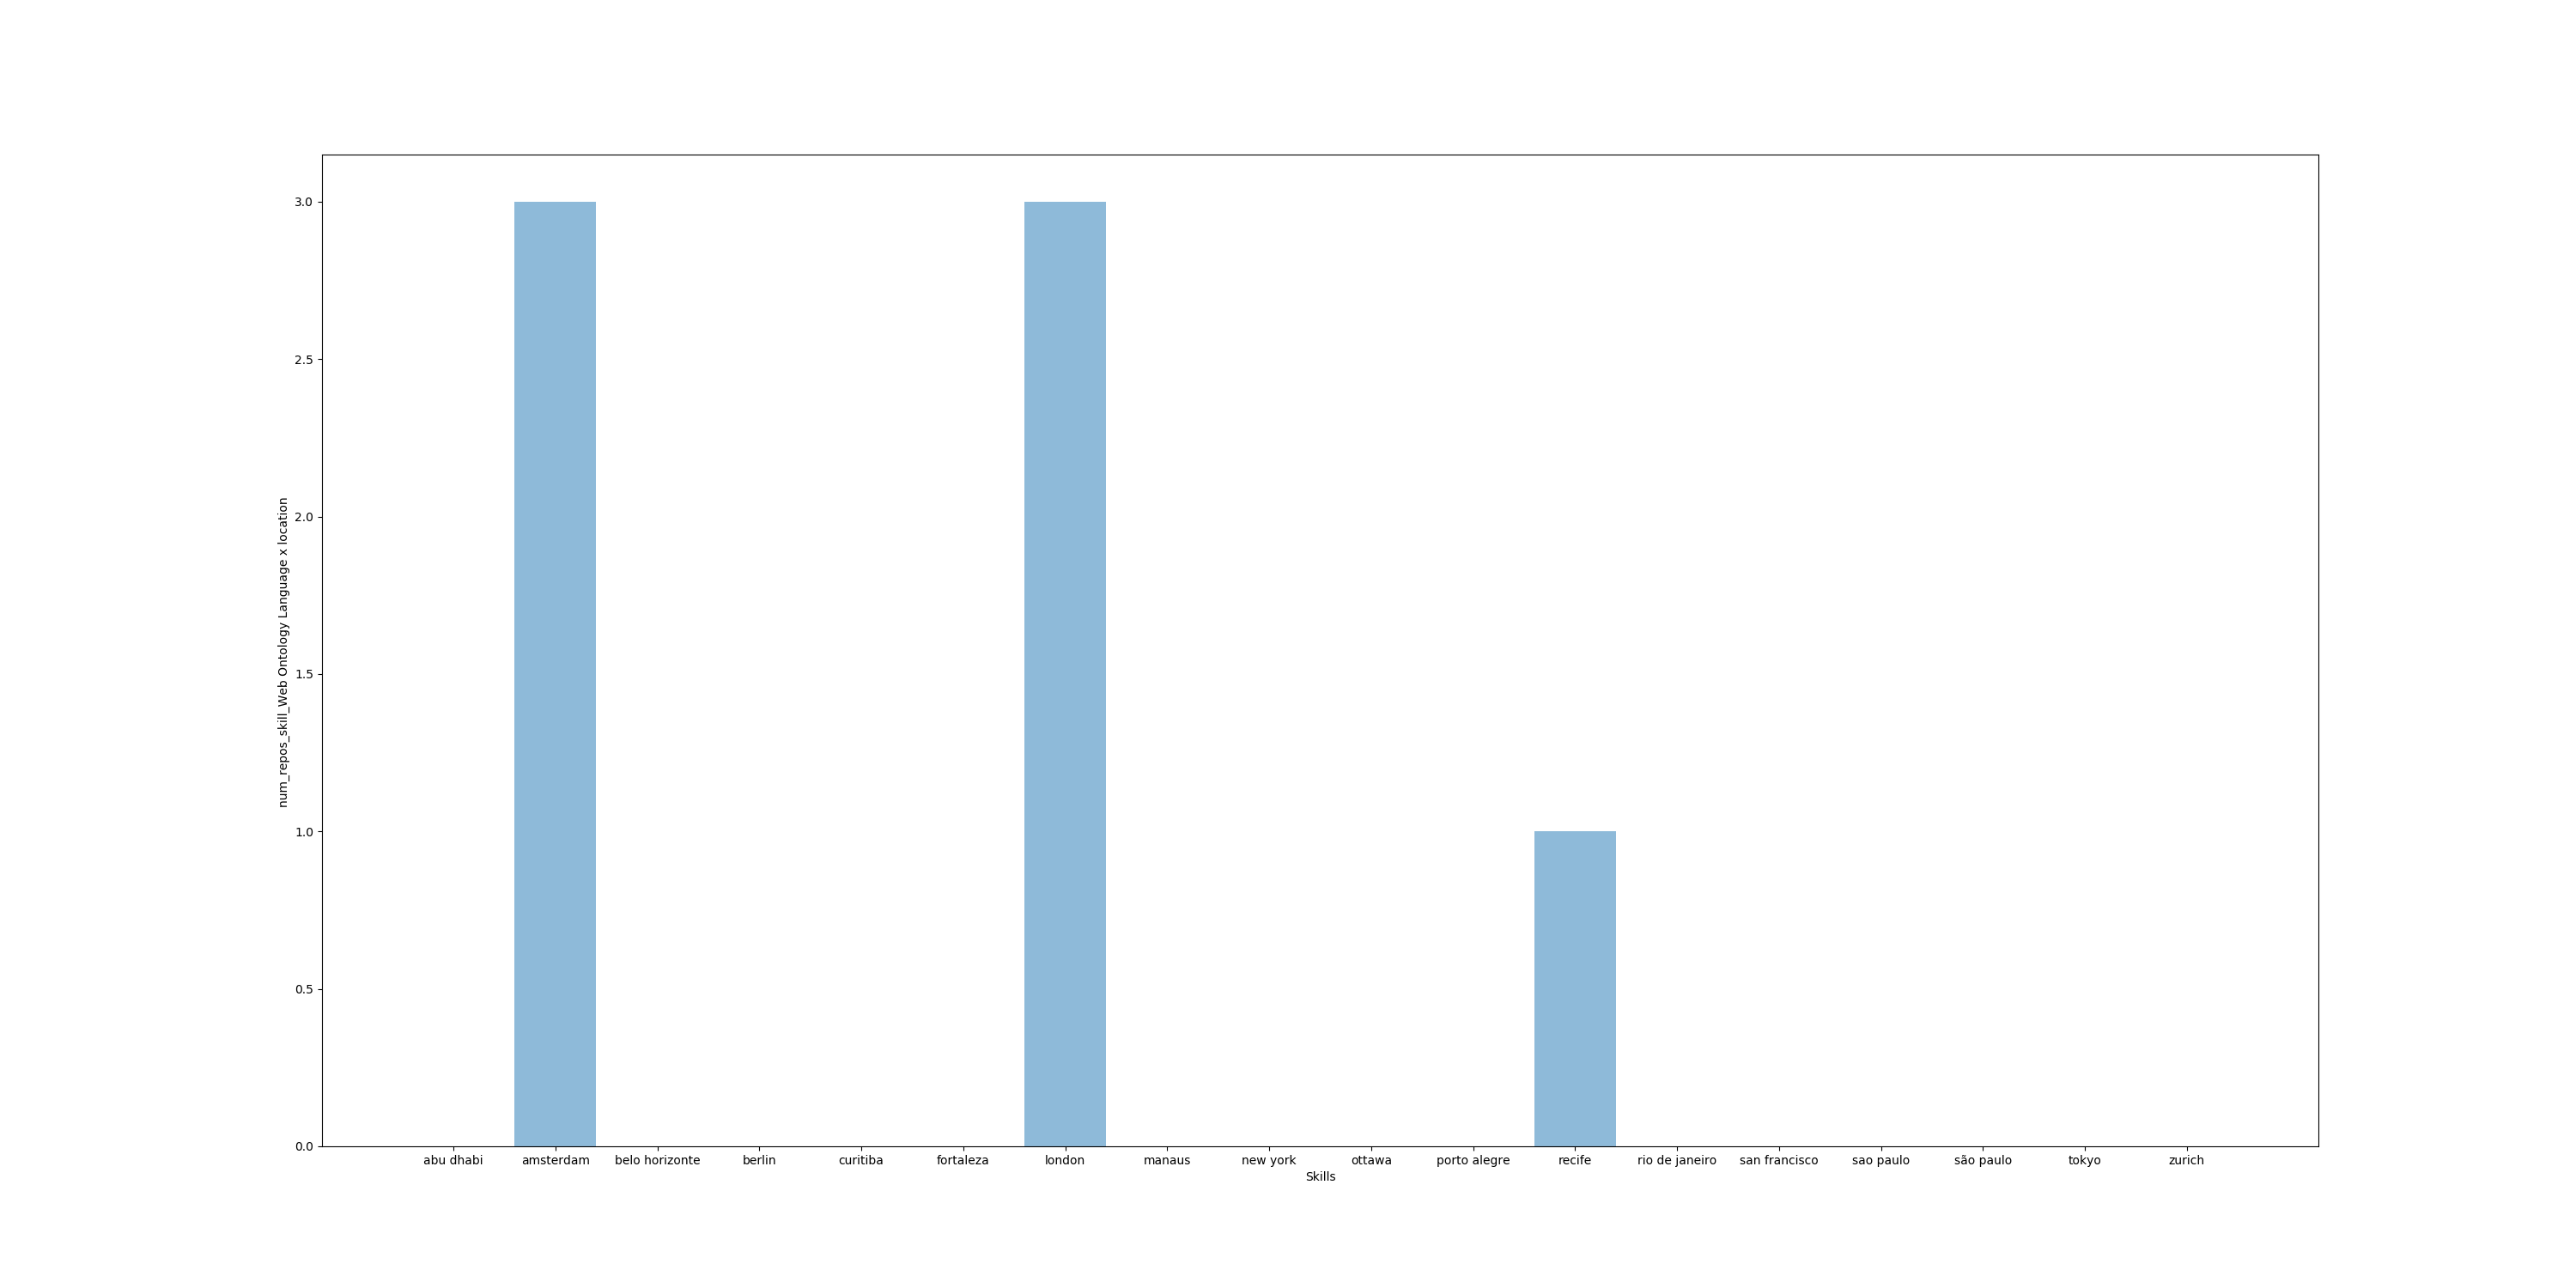 3.0
2.5
2.0
1.5
1.0
0.5
0.0
num_repos_skill_Web Ontology Language x location
abu dhabi amsterdam belo horizonte berlin curitiba fortaleza london manaus new york ottawa porto alegre recife rio de janeiro san francisco sao paulo são paulo tokyo zurich
Skills